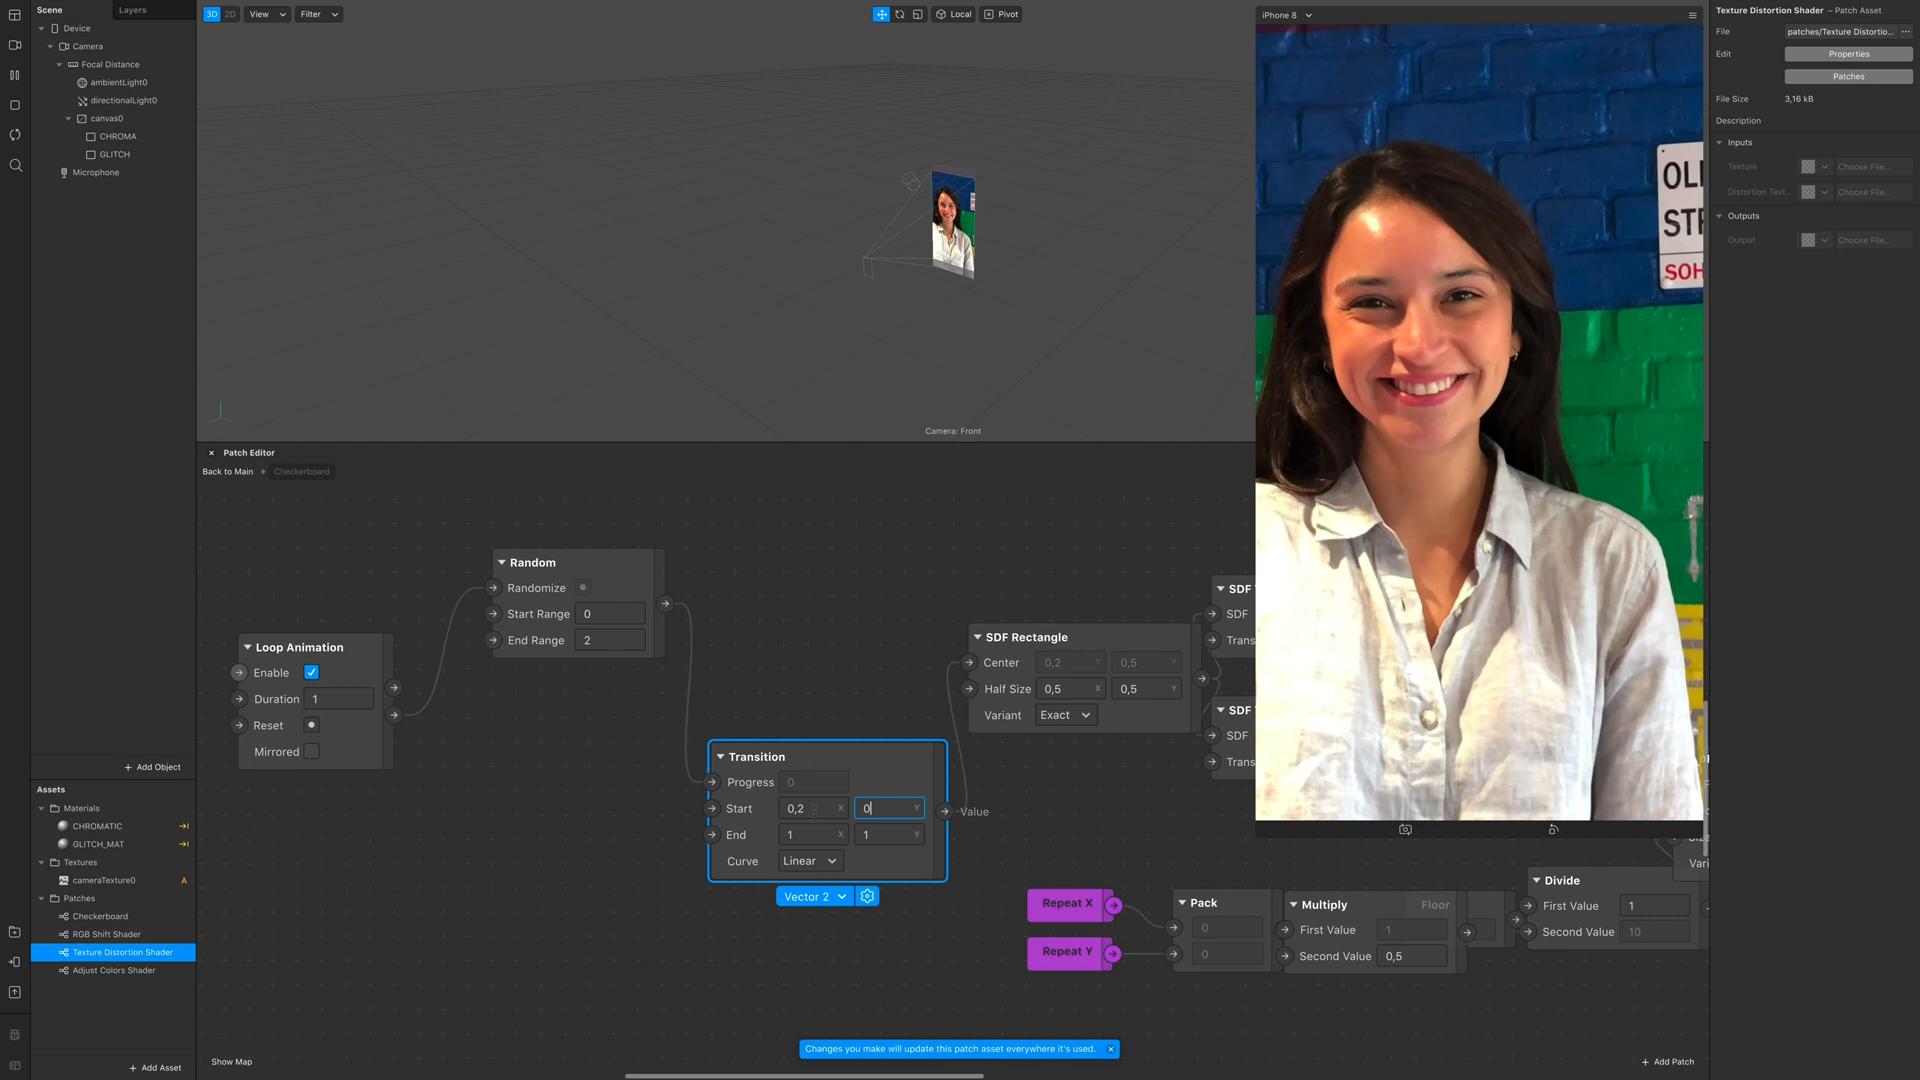 Scene
Layers
Device
Camera
Focal Distance
ambientLight0
directionalLight0
canvas0
CHROMA
GLITCH
Microphone
Add Object
Assets
Materials
CHROMATIC
GLITCH_MAT
Textures
cameraTexture0 A
Patches
Checkerboard
RGB Shift Shader
Texture Distortion Shader
Adjust Colors Shader
Add Asset
3D 2D View Filter
Local Pivot
Camera: Front
iPhone 8
OL
ST
SOH
Patch Editor
Back to Main Checkerboard
Loop Animation
Enable
Duration 1
Reset
Mirrored
Random
Randomize
Start Range 0
End Range 2
Transition
Progress 0
Start 0,2 X 0 Y
End 1 X 1 Y
Curve Linear
Vector 2
Value
SDF Rectangle
Center 0,2 X 0,5 Y
Half Size 0,5 X 0,5 Y
Variant Exact
SDF
SDF
Trans
SDF
SDF
Trans
Repeat X
Repeat Y
Pack
0
0
Multiply Floor
First Value 1
Second Value 0,5
Divide
First Value 1
Second Value 10
Vari
Show Map
Changes you make will update this patch asset everywhere it's used.
Add Patch
Texture Distortion Shader – Patch Asset
File patches/Texture Distortio...
Edit Properties
Patches
File Size 3,16 kB
Description
Inputs
Texture Choose File...
Distortion Text... Choose File...
Outputs
Output Choose File...